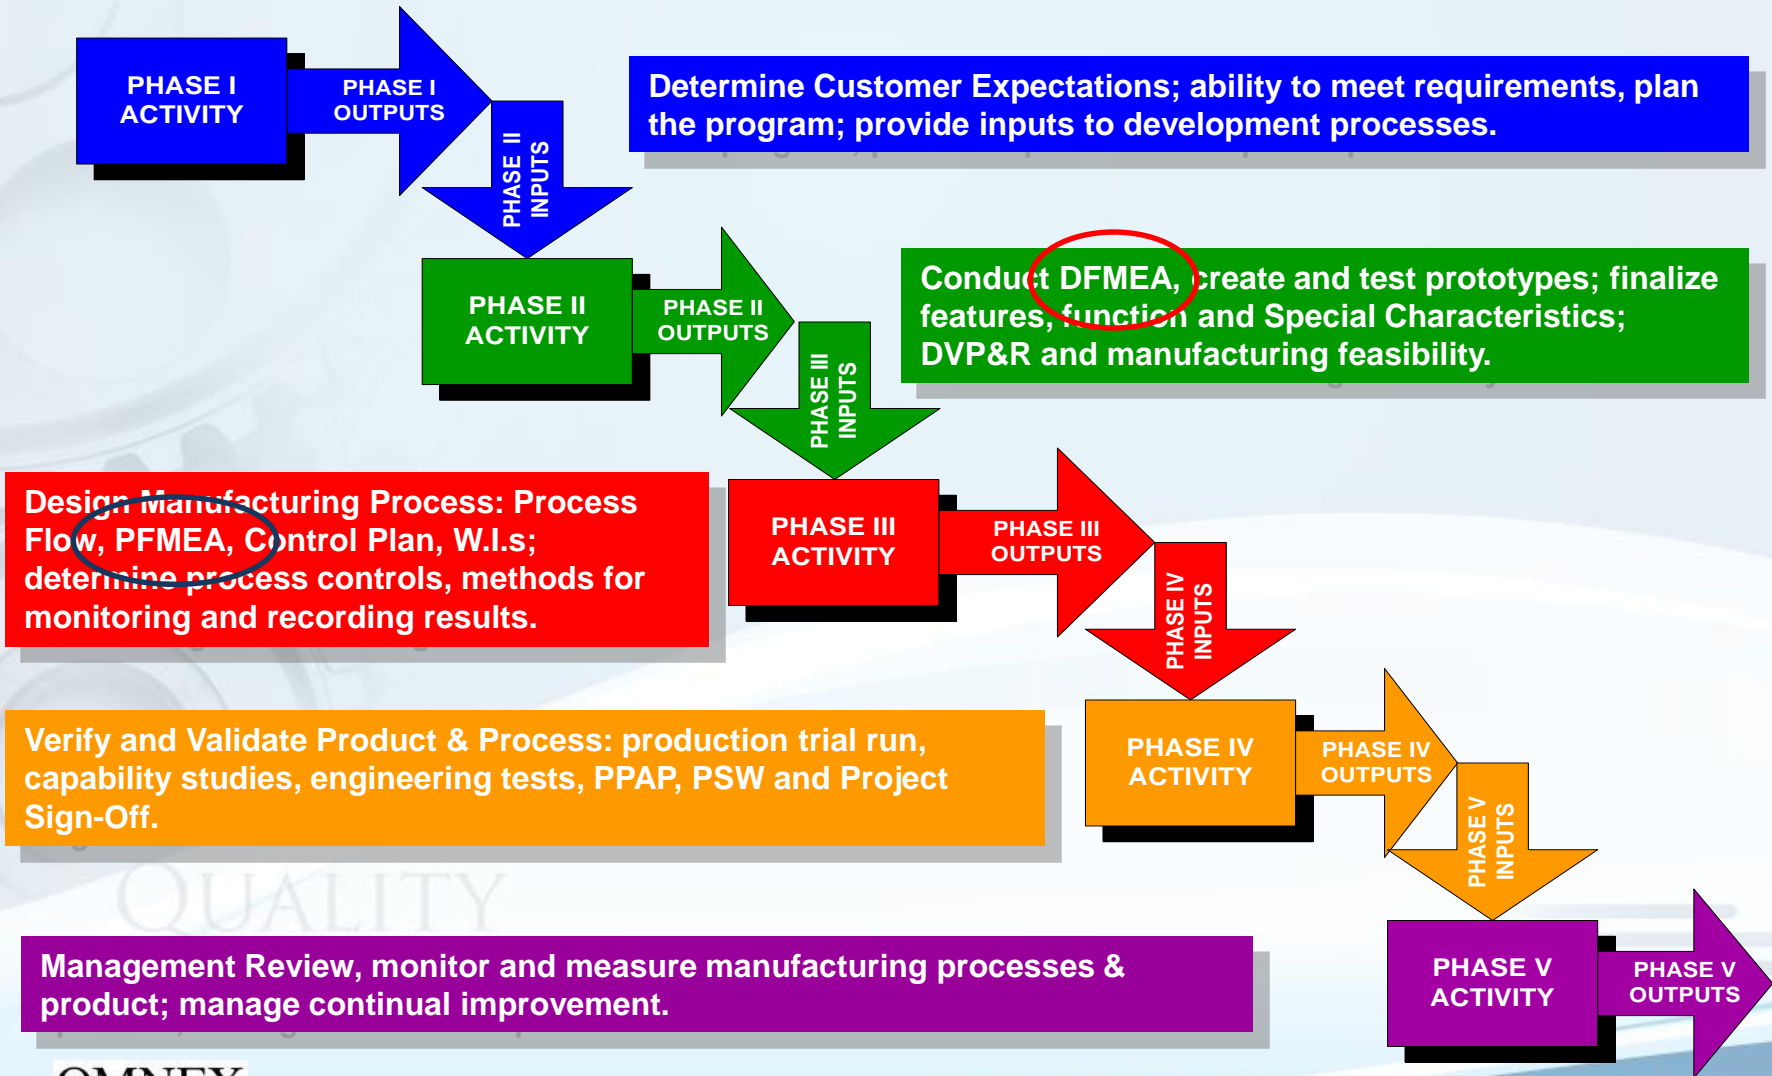 PHASE I
ACTIVITY
PHASE I
OUTPUTS
Determine Customer Expectations; ability to meet requirements, plan
the program; provide inputs to development processes.
PHASE II
INPUTS
PHASE II
ACTIVITY
PHASE II
OUTPUTS
Conduct DFMEA, create and test prototypes; finalize
features, function and Special Characteristics;
DVP&R and manufacturing feasibility.
PHASE III
INPUTS
Design Manufacturing Process: Process
Flow, PFMEA, Control Plan, W.I.s;
determine process controls, methods for
monitoring and recording results.
PHASE III
ACTIVITY
PHASE III
OUTPUTS
PHASE IV
INPUTS
Verify and Validate Product & Process: production trial run,
capability studies, engineering tests, PPAP, PSW and Project
Sign-Off.
PHASE IV
ACTIVITY
PHASE IV
OUTPUTS
PHASE V
INPUTS
QUALITY
Management Review, monitor and measure manufacturing processes &
product; manage continual improvement.
PHASE V
ACTIVITY
PHASE V
OUTPUTS
OMNEX